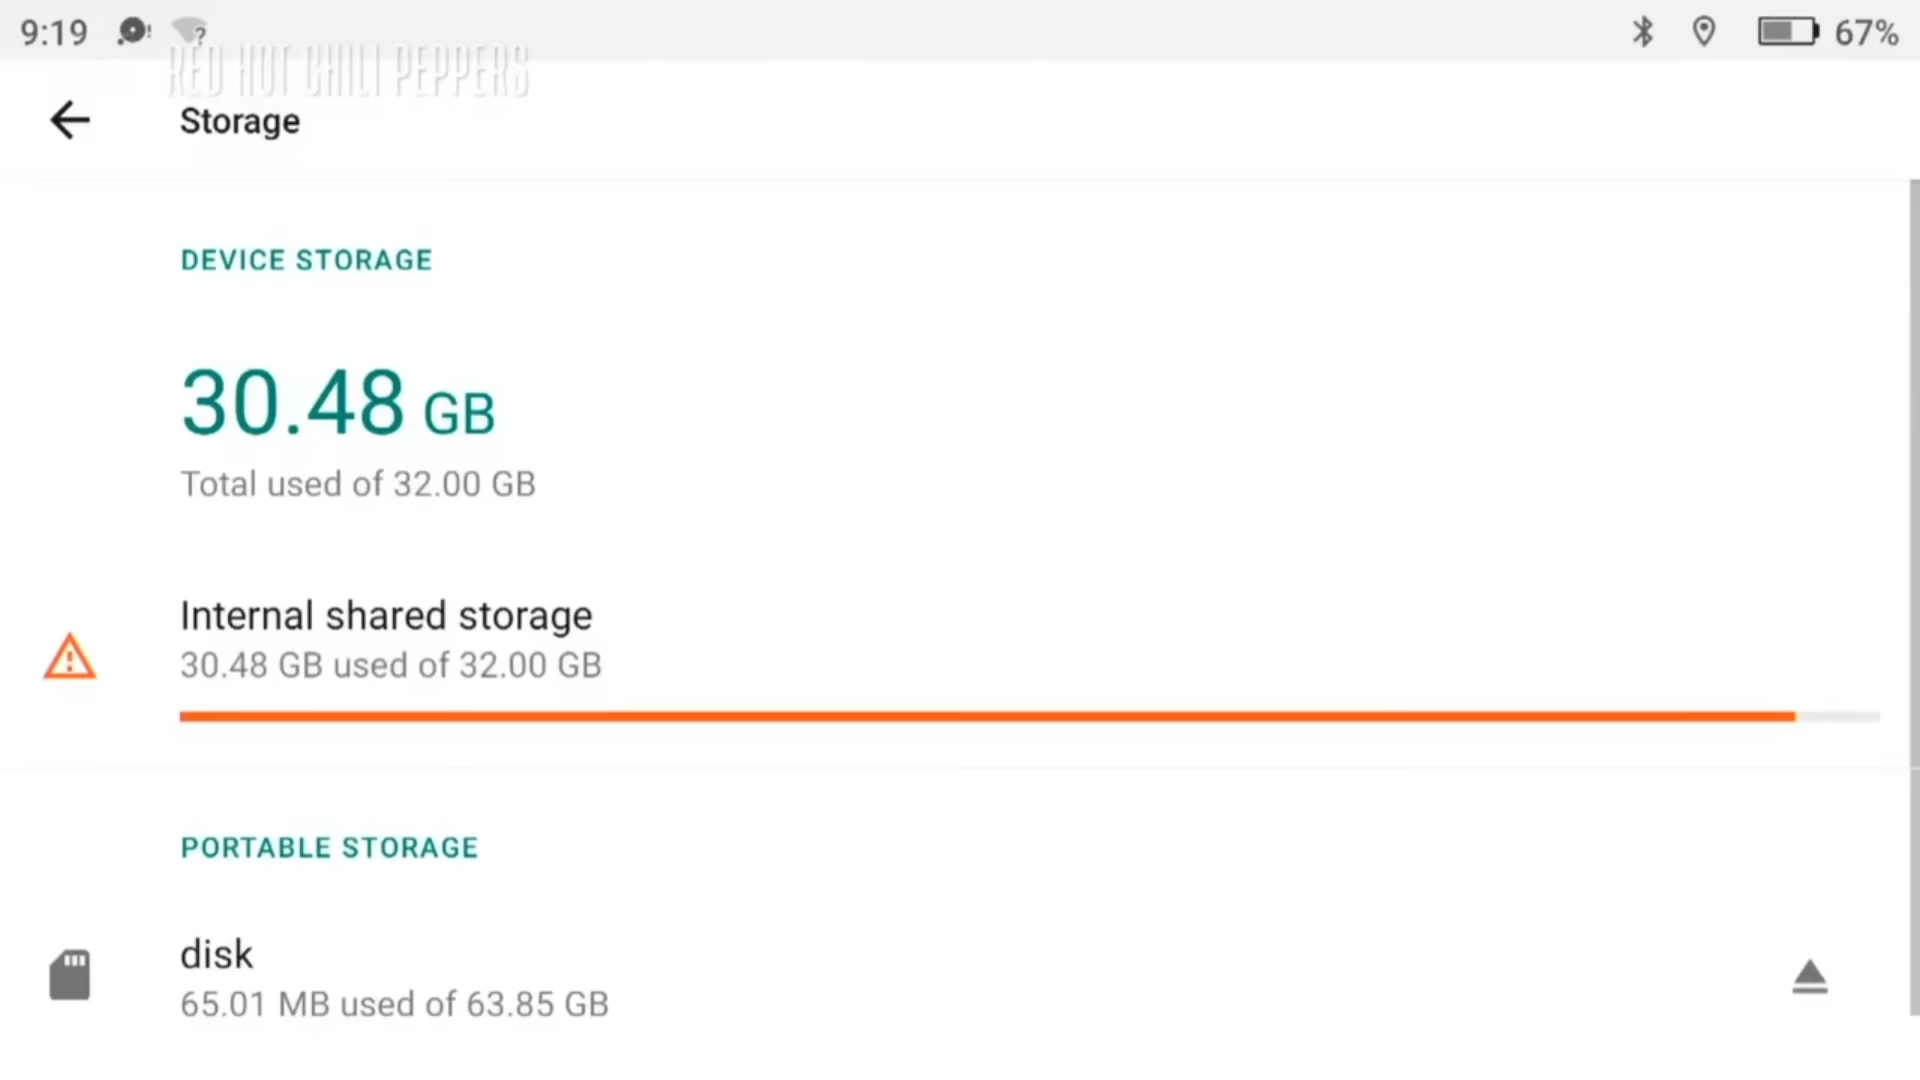 9:19
67%
RED HOT CHILI PEPPERS
Storage
DEVICE STORAGE
30.48 GB
Total used of 32.00 GB
Internal shared storage
30.48 GB used of 32.00 GB
PORTABLE STORAGE
disk
65.01 MB used of 63.85 GB